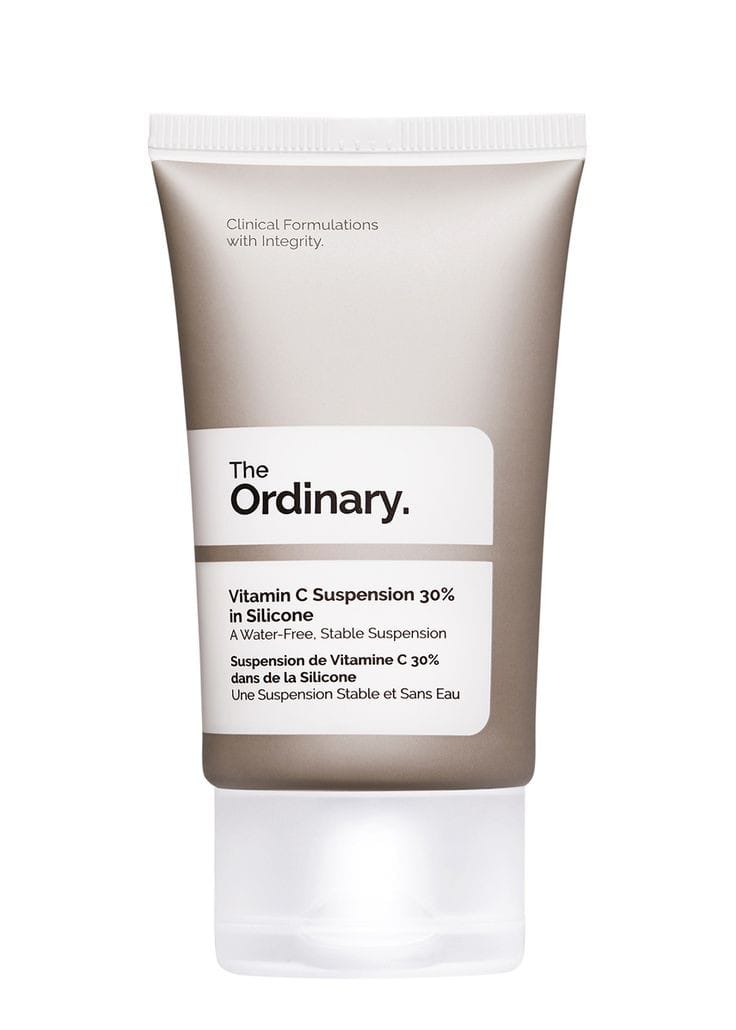 Clinical Formulations
with Integrity.
The
Ordinary.
Vitamin C Suspension 30%
in Silicone
A Water-Free, Stable Suspension
Suspension de Vitamine C 30%
dans de la Silicone
Une Suspension Stable et Sans Eau